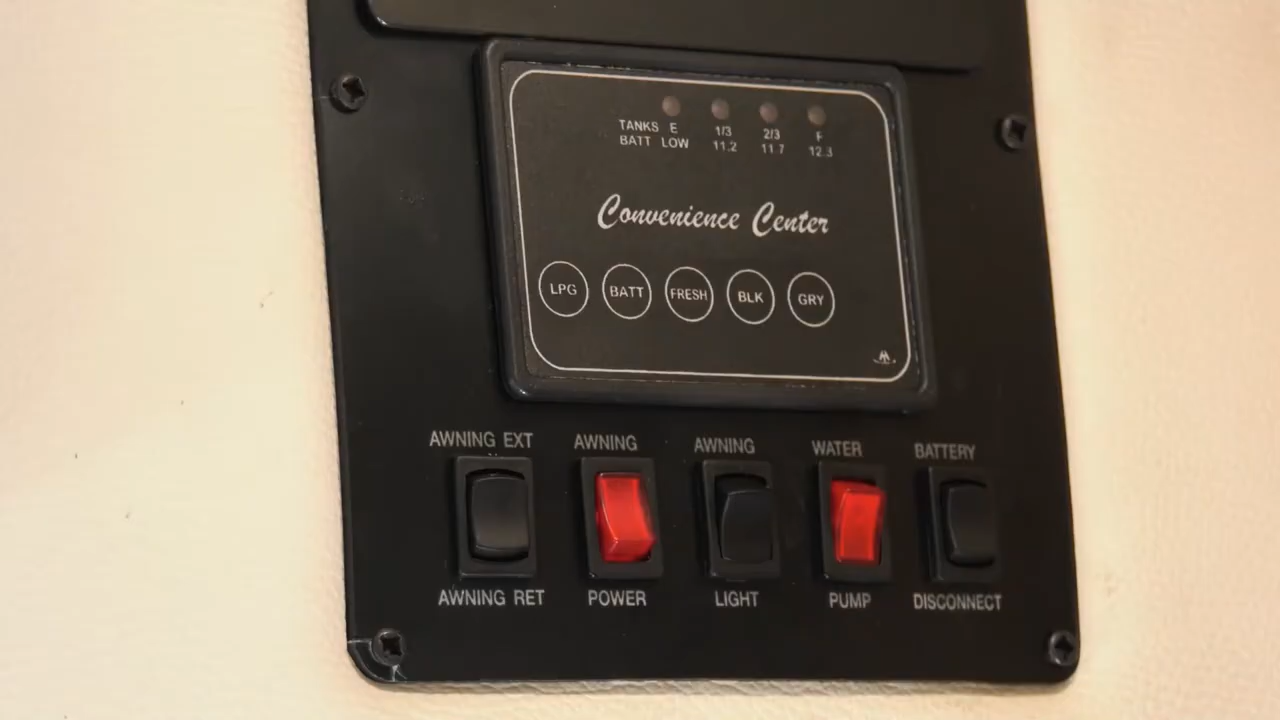 TANKS E 1/3 2/3 F
BATT LOW 11.2 11.7 12.3
Convenience Center
LPG BATT FRESH BLK GRY
AWNING EXT AWNING AWNING WATER BATTERY
AWNING RET POWER LIGHT PUMP DISCONNECT